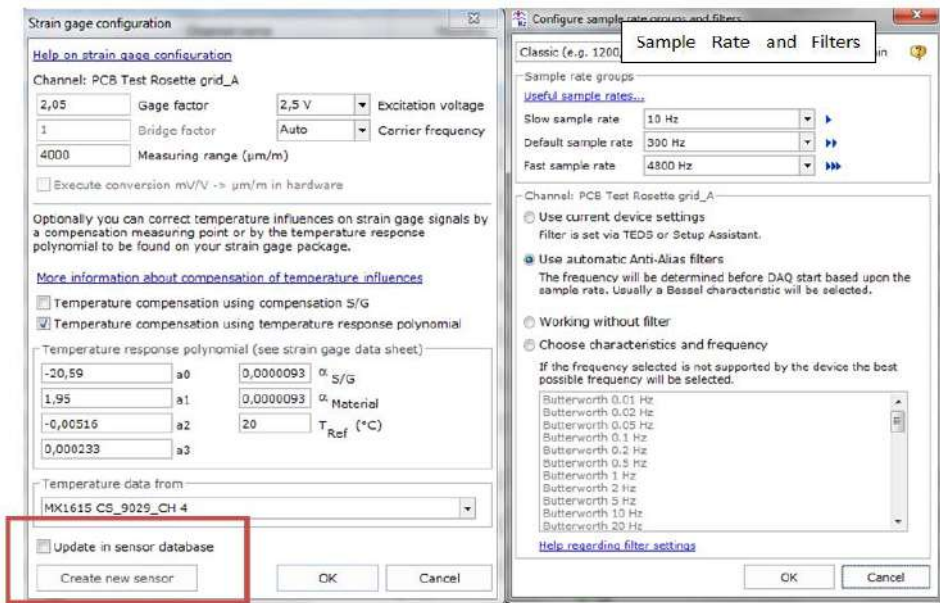 Strain gage configuration
Help on strain gage configuration
Channel: PCB Test Rosette grid_A
2,05 Gage factor 2,5 V Excitation voltage
1 Bridge factor Auto Carrier frequency
4000 Measuring range (µm/m)
Execute conversion mV/V -> µm/m in hardware
Optionally you can correct temperature influences on strain gage signals by
a compensation measuring point or by the temperature response
polynomial to be found on your strain gage package.
More information about compensation of temperature influences
Temperature compensation using compensation S/G
Temperature compensation using temperature response polynomial
Temperature response polynomial (see strain gage data sheet)
-20,59 a0 0,0000093 α S/G
1,95 a1 0,0000093 α Material
-0,00516 a2 20 T Ref (°C)
0,000233 a3
Temperature data from
MX1615 CS_9029_CH 4
Update in sensor database
Create new sensor OK Cancel
Configure sample rate groups and filters
Sample Rate and Filters
Classic (e.g. 1200,
Sample rate groups
Useful sample rates...
Slow sample rate 10 Hz
Default sample rate 300 Hz
Fast sample rate 4800 Hz
Channel: PCB Test Rosette grid_A
Use current device settings
Filter is set via TEDS or Setup Assistant.
Use automatic Anti-Alias filters
The frequency will be determined before DAQ start based upon the
sample rate. Usually a Bessel characteristic will be selected.
Working without filter
Choose characteristics and frequency
If the frequency selected is not supported by the device the best
possible frequency will be selected.
Butterworth 0.01 Hz
Butterworth 0.02 Hz
Butterworth 0.05 Hz
Butterworth 0.1 Hz
Butterworth 0.2 Hz
Butterworth 0.5 Hz
Butterworth 1 Hz
Butterworth 2 Hz
Butterworth 5 Hz
Butterworth 10 Hz
Butterworth 20 Hz
Help regarding filter settings
OK Cancel